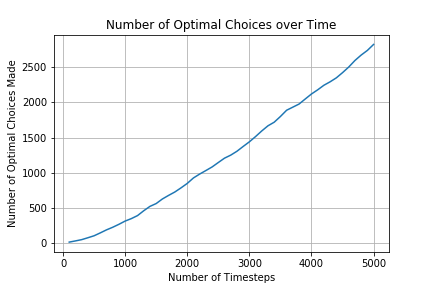 Number of Optimal Choices over Time
Number of Optimal Choices Made
2500
2000
1500
1000
500
0
0 1000 2000 3000 4000 5000
Number of Timesteps